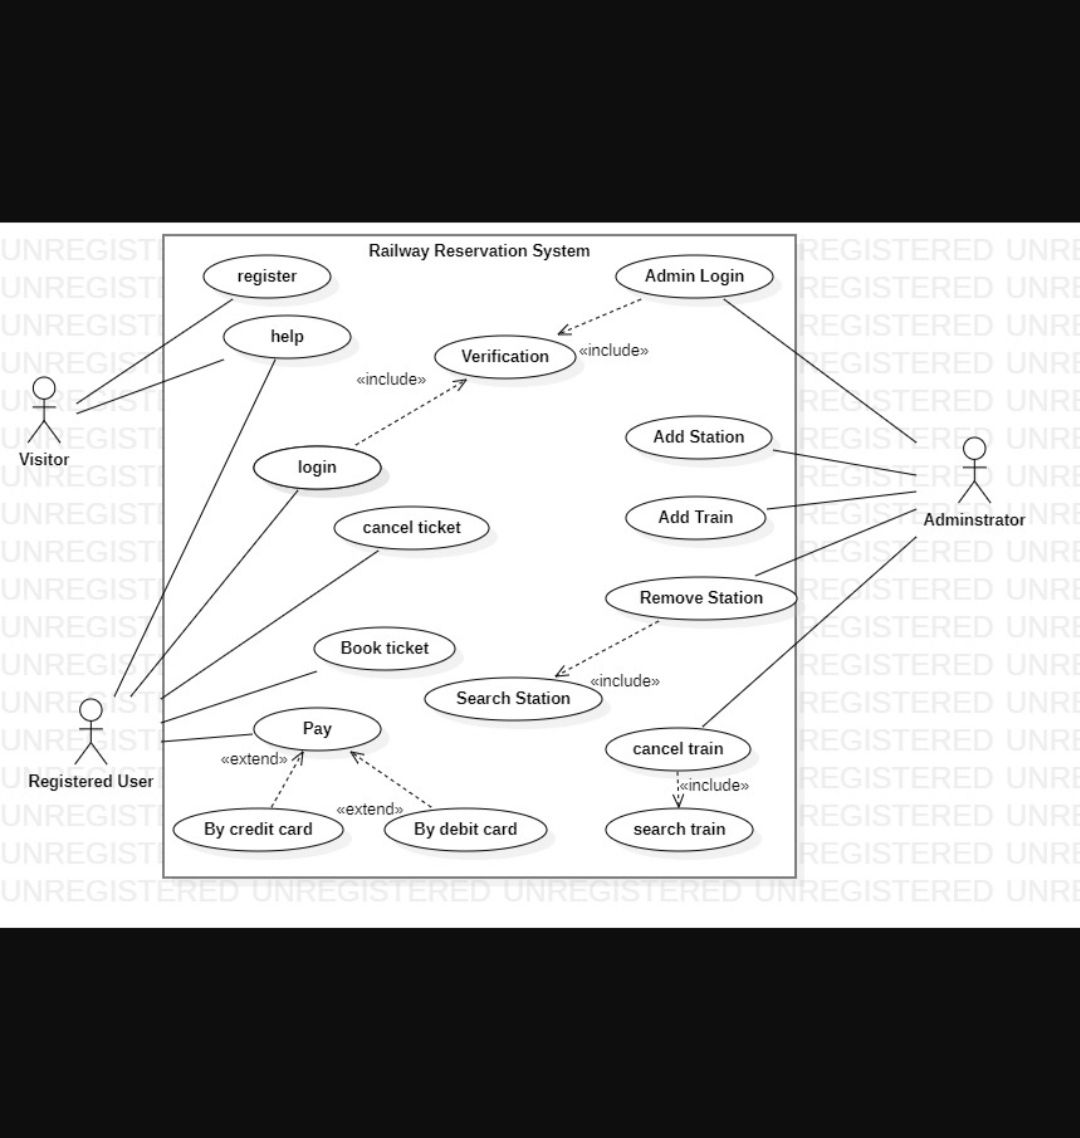 Railway Reservation System
register
Admin Login
help
Verification
«include»
«include»
Visitor
login
Add Station
cancel ticket
Add Train
Adminstrator
Remove Station
Book ticket
Search Station
«include»
Pay
Registered User
«extend»
cancel train
«include»
«extend»
By credit card
By debit card
search train
UNREGISTERED UNREGISTERED UNREGISTERED UNREGISTERED UNRE